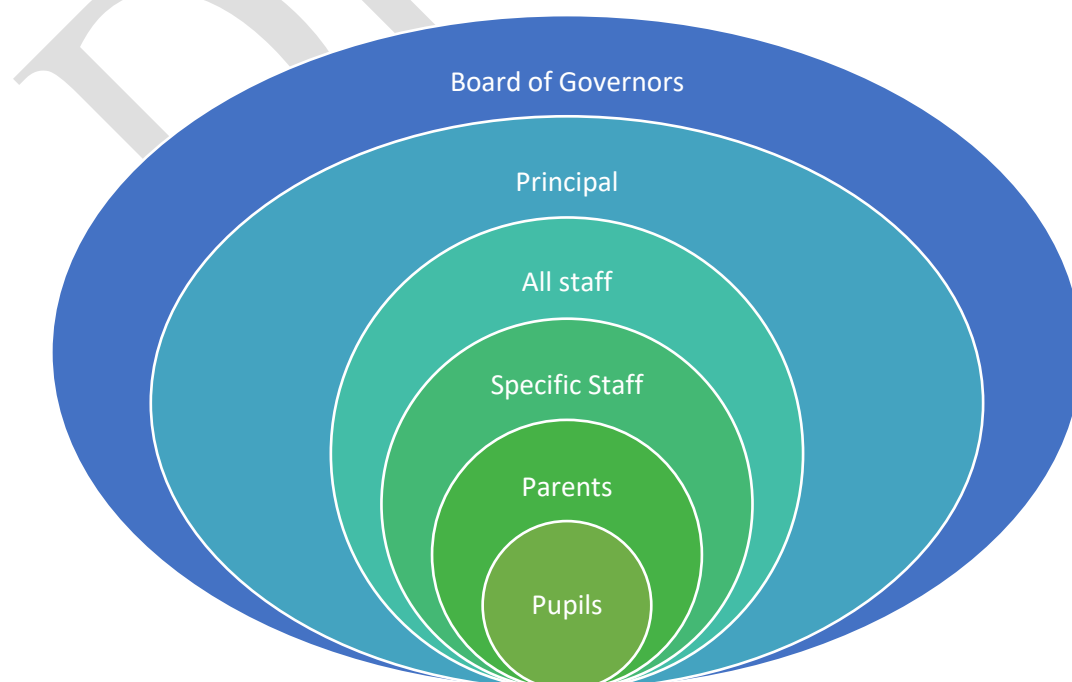 Board of Governors
Principal
All staff
Specific Staff
Parents
Pupils